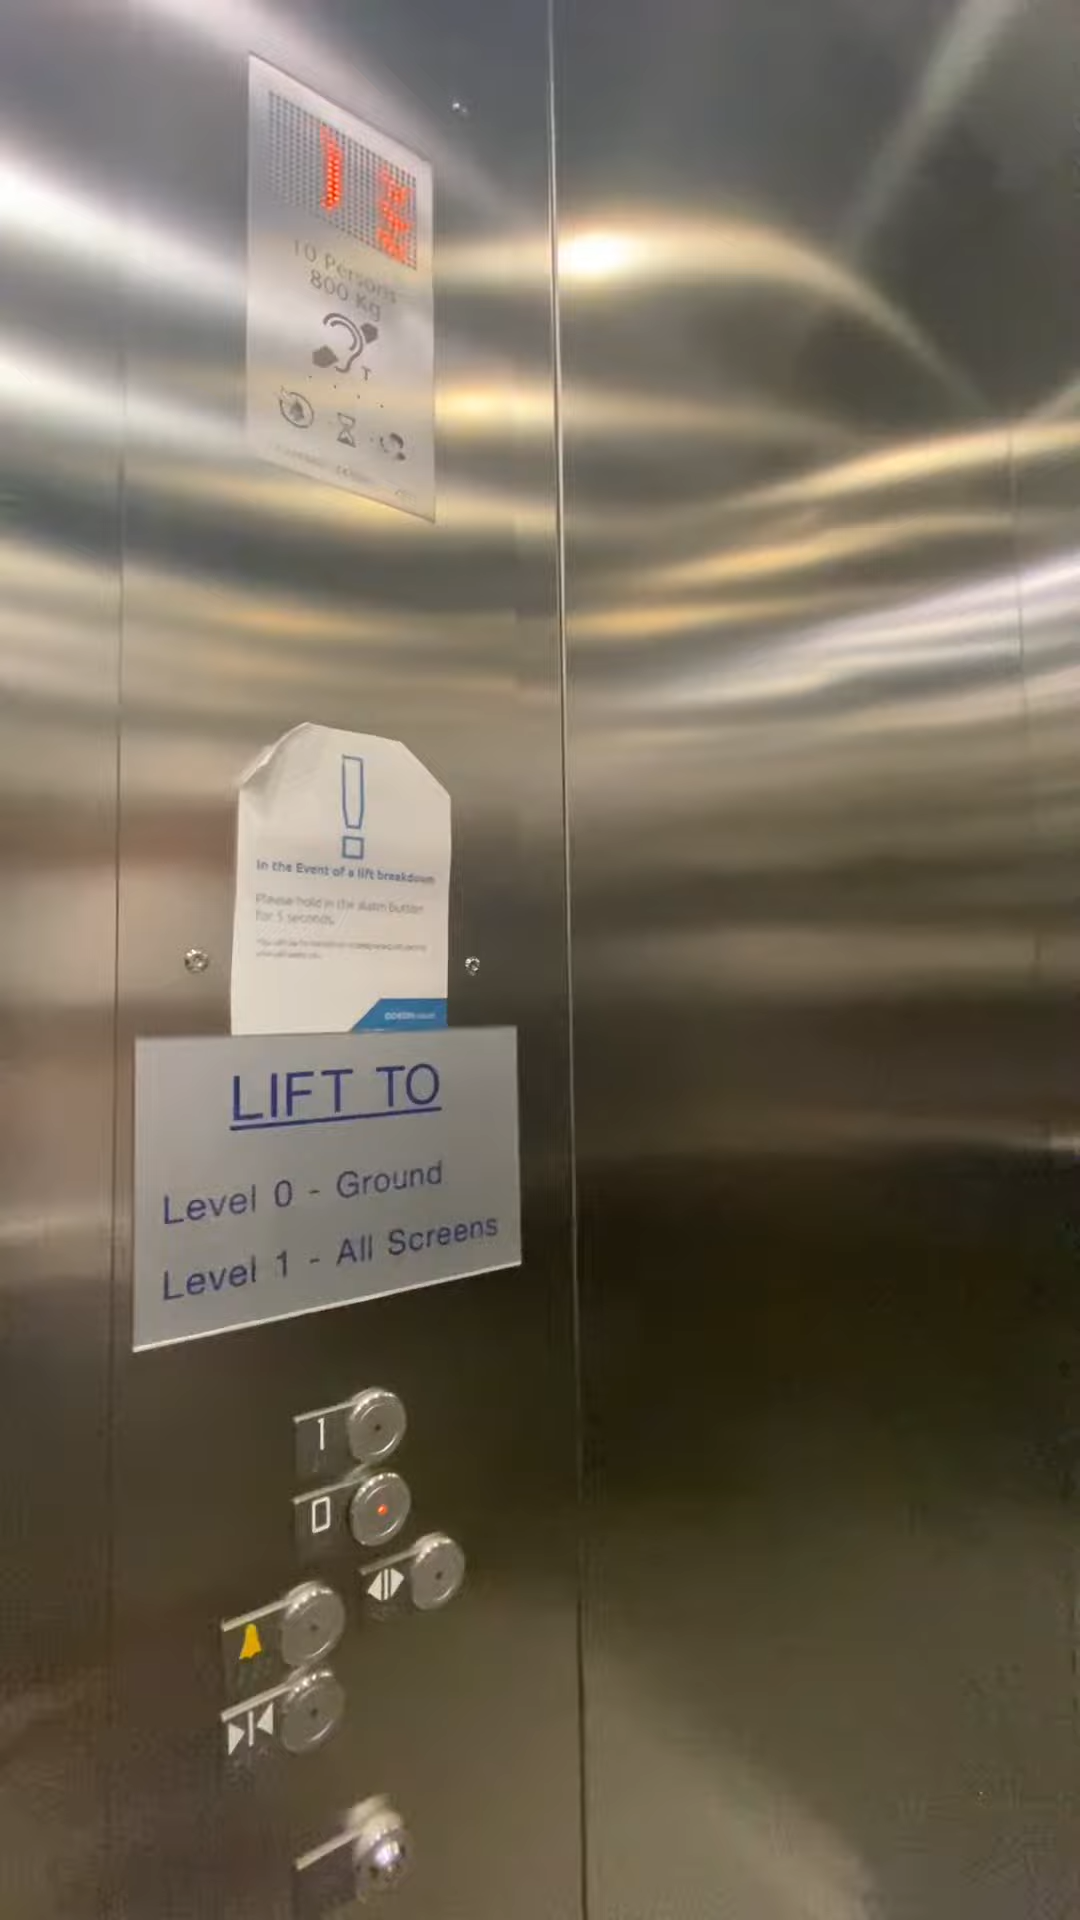 1
10 Persons
800 Kg
T
In the Event of a lift breakdown
Please hold in the alarm button
for 5 seconds.
LIFT TO
Level 0 - Ground
Level 1 - All Screens
1
0